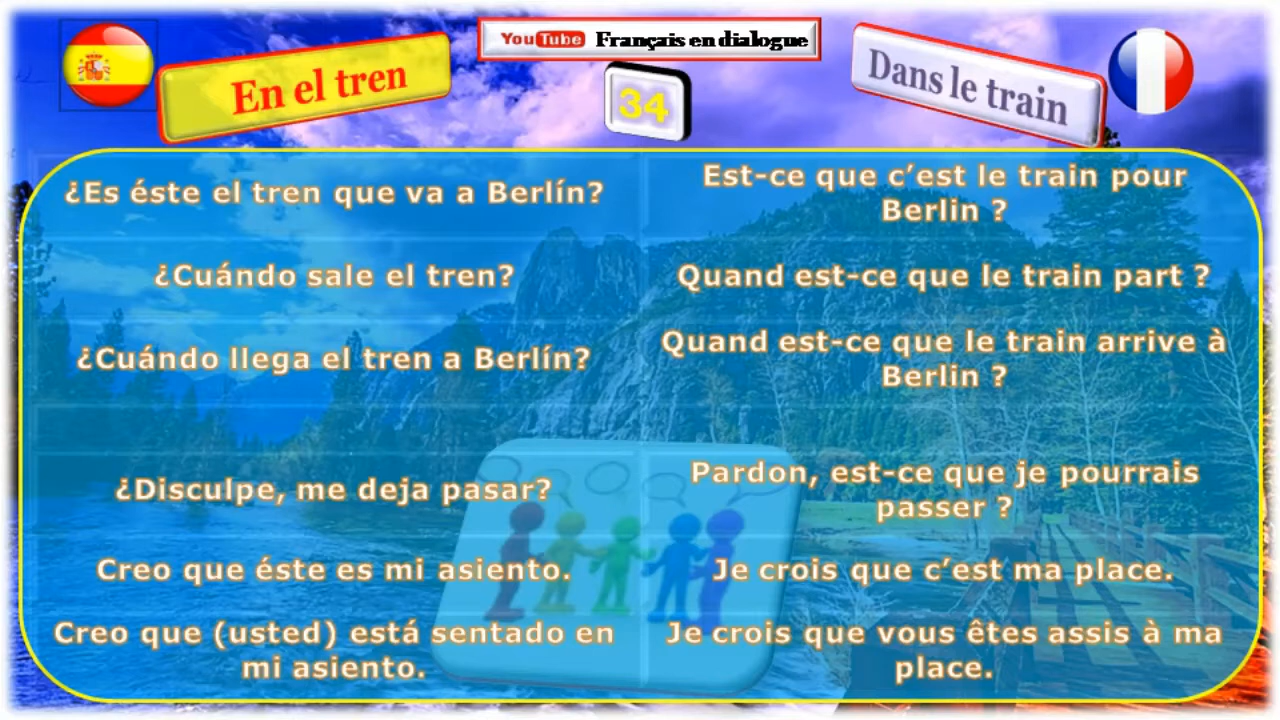 YouTube Français en dialogue
En el tren
34
Dans le train
¿Es éste el tren que va a Berlín?
Est-ce que c’est le train pour
Berlin ?
¿Cuándo sale el tren?
Quand est-ce que le train part ?
¿Cuándo llega el tren a Berlín?
Quand est-ce que le train arrive à
Berlin ?
¿Disculpe, me deja pasar?
Pardon, est-ce que je pourrais
passer ?
Creo que éste es mi asiento.
Je crois que c’est ma place.
Creo que (usted) está sentado en
mi asiento.
Je crois que vous êtes assis à ma
place.